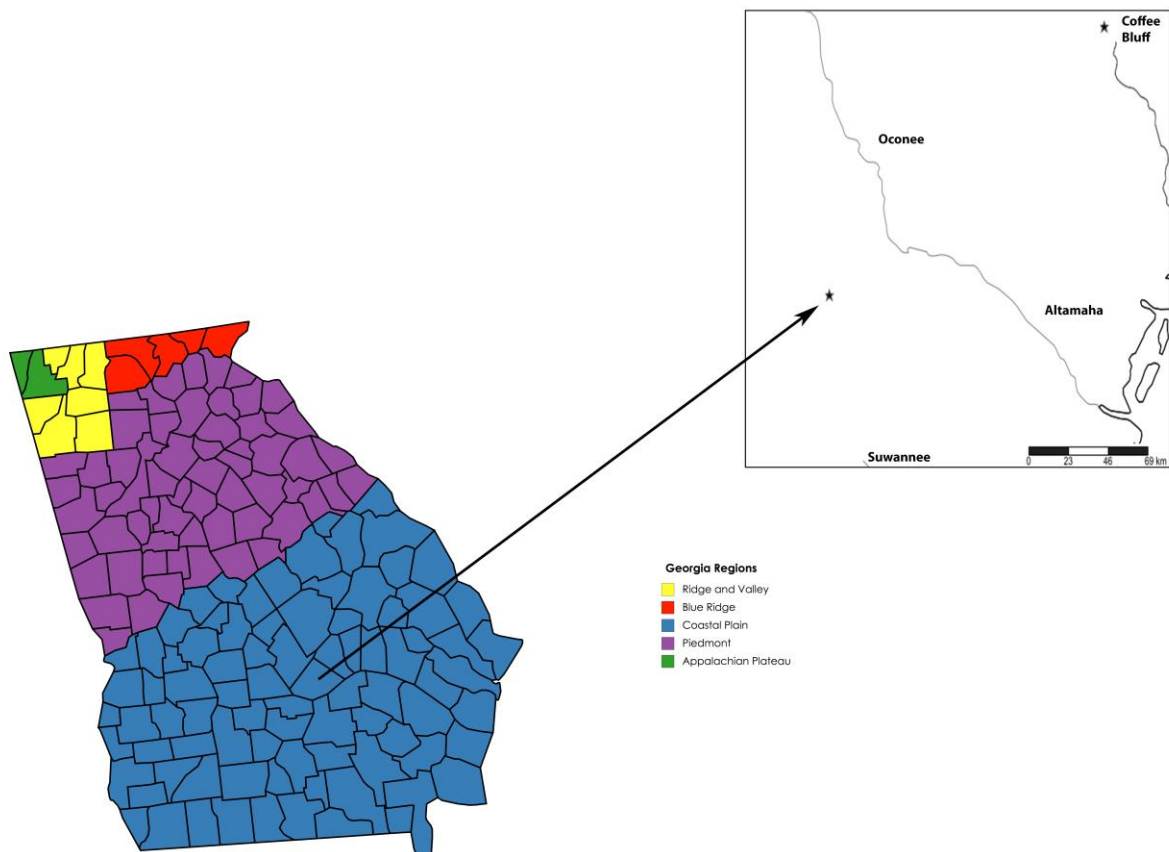 Coffee
Bluff
Oconee
Altamaha
Suwannee
0 23 46 69 km
Georgia Regions
Ridge and Valley
Blue Ridge
Coastal Plain
Piedmont
Appalachian Plateau